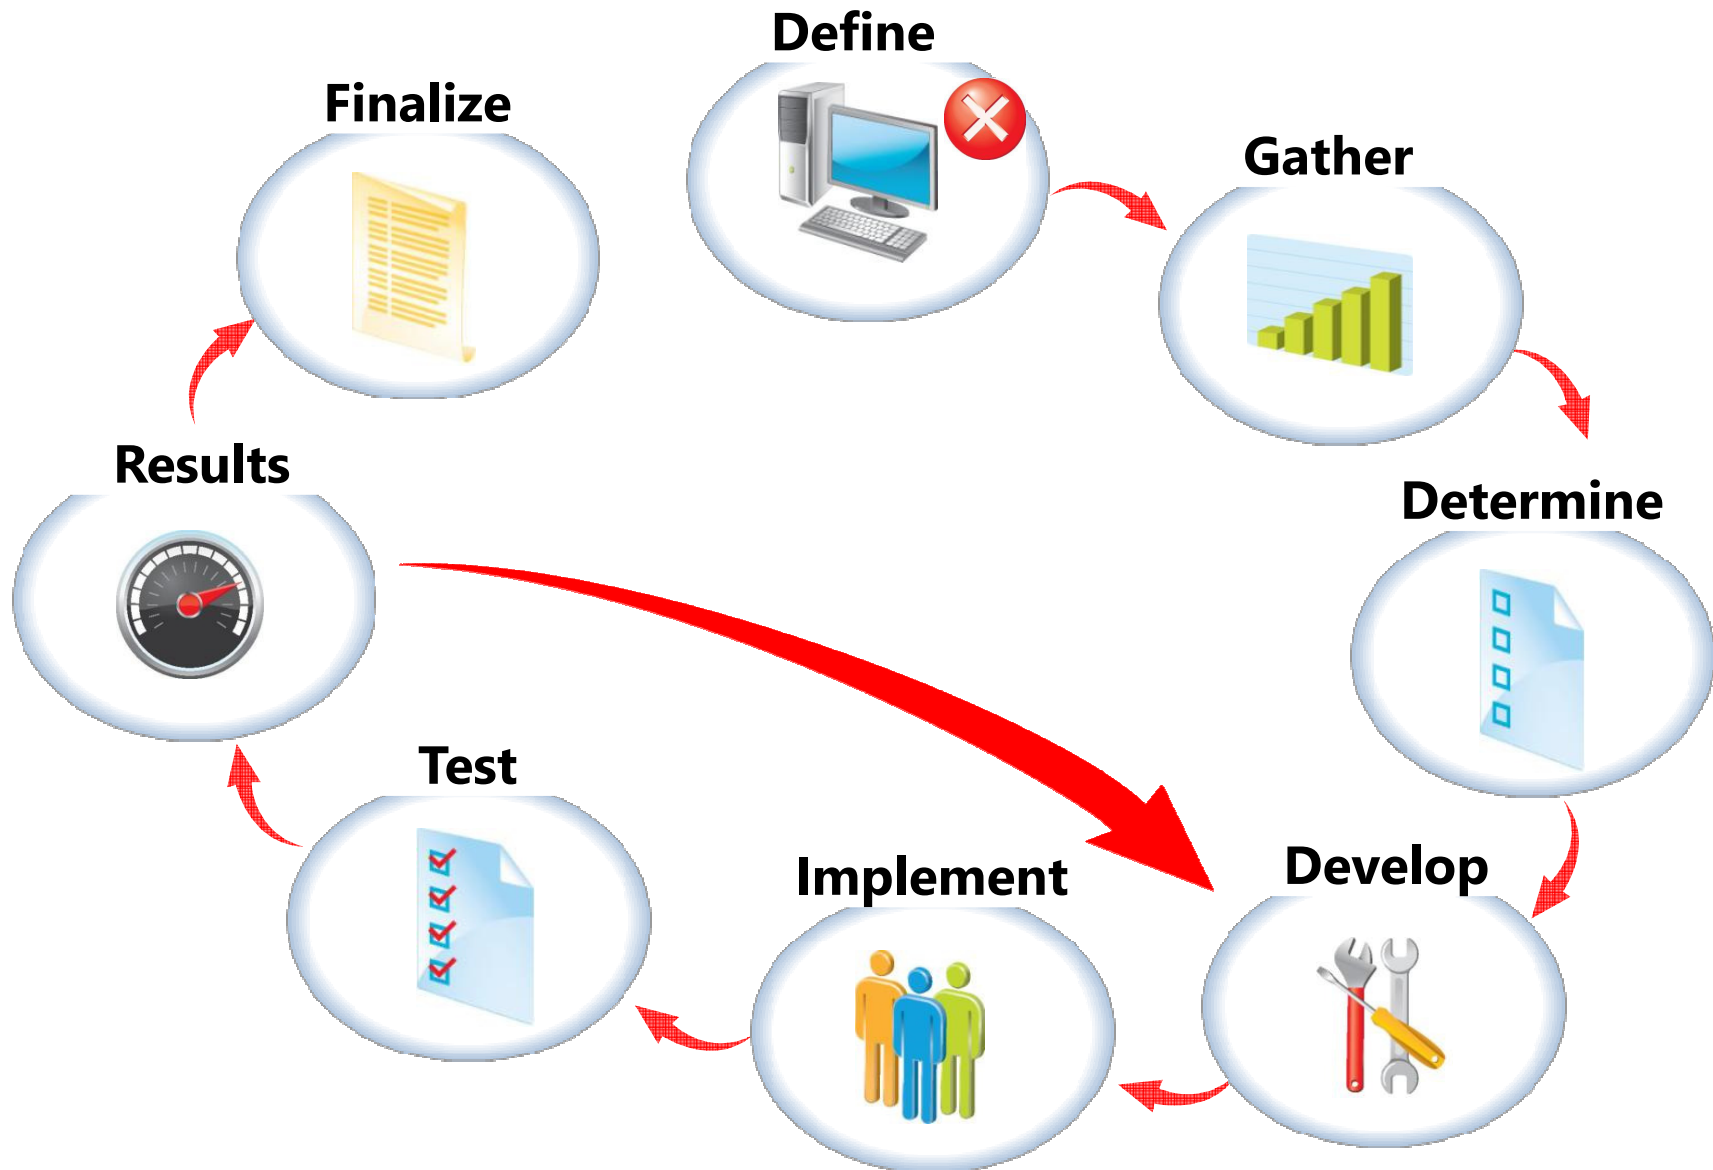 Define
Gather
Determine
Develop
Implement
Test
Results
Finalize